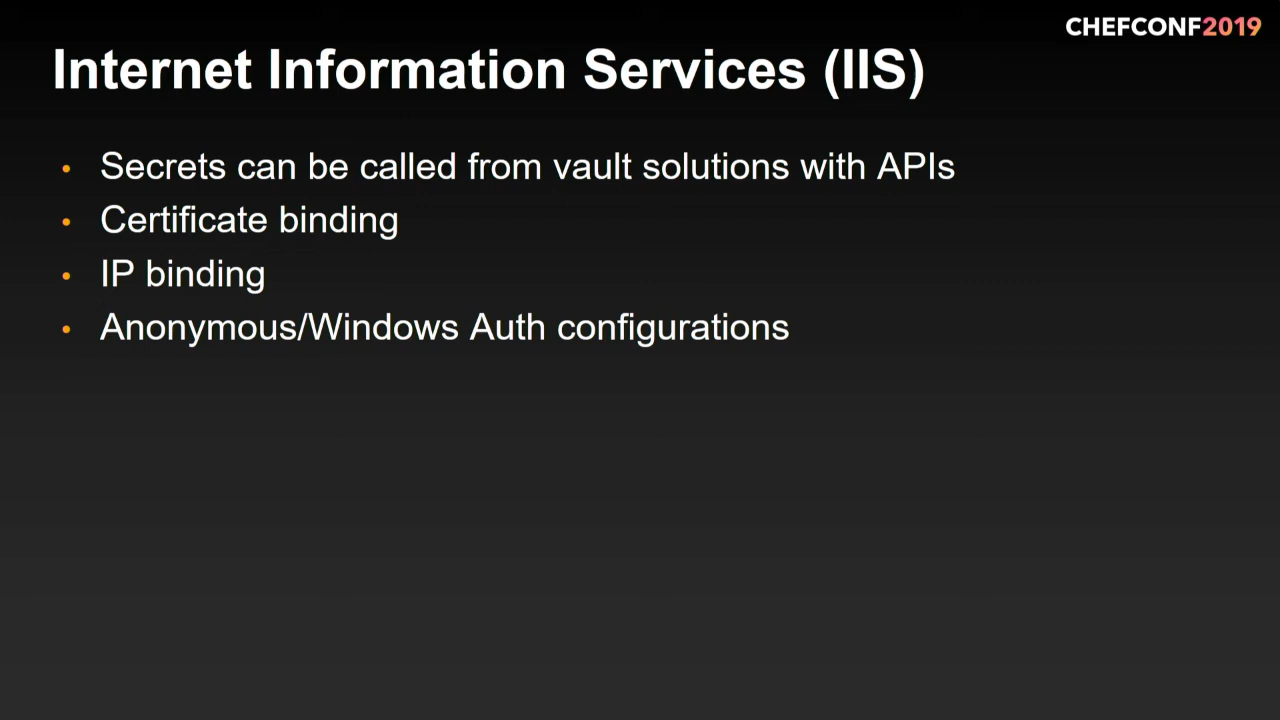 CHEFCONF2019
Internet Information Services (IIS)
• Secrets can be called from vault solutions with APIs
• Certificate binding
• IP binding
• Anonymous/Windows Auth configurations